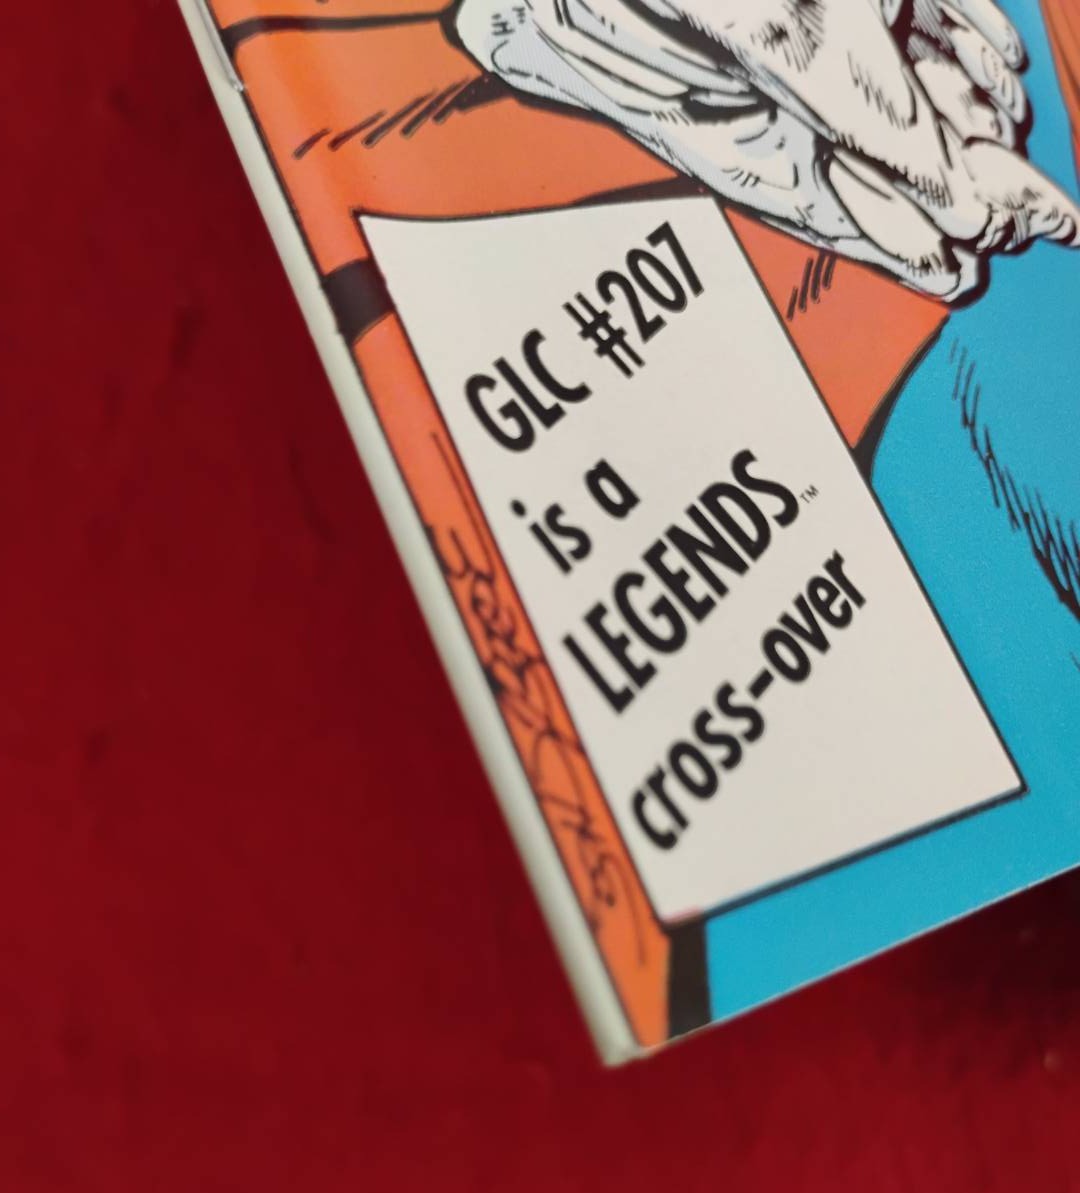 GLC #207
is a
LEGENDS™
cross-over